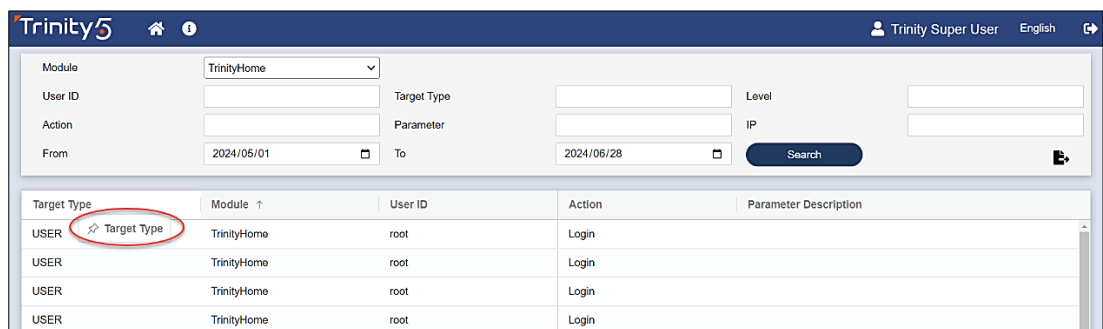 Trinity5 Trinity Super User English
Module TrinityHome
User ID Target Type Level
Action Parameter IP
From 2024/05/01 To 2024/06/28 Search
Target Type Module ↑ User ID Action Parameter Description
Target Type
USER TrinityHome root Login
USER TrinityHome root Login
USER TrinityHome root Login
USER TrinityHome root Login